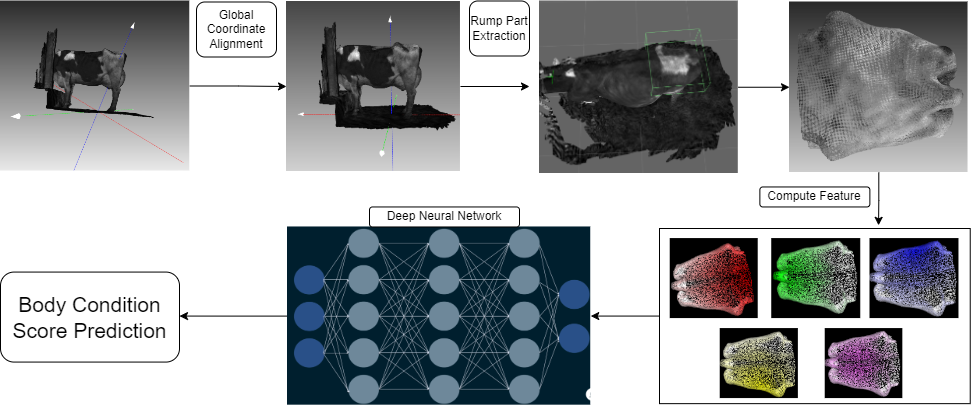 Global
Coordinate
Alignment
Rump Part
Extraction
Compute Feature
Deep Neural Network
Body Condition
Score Prediction